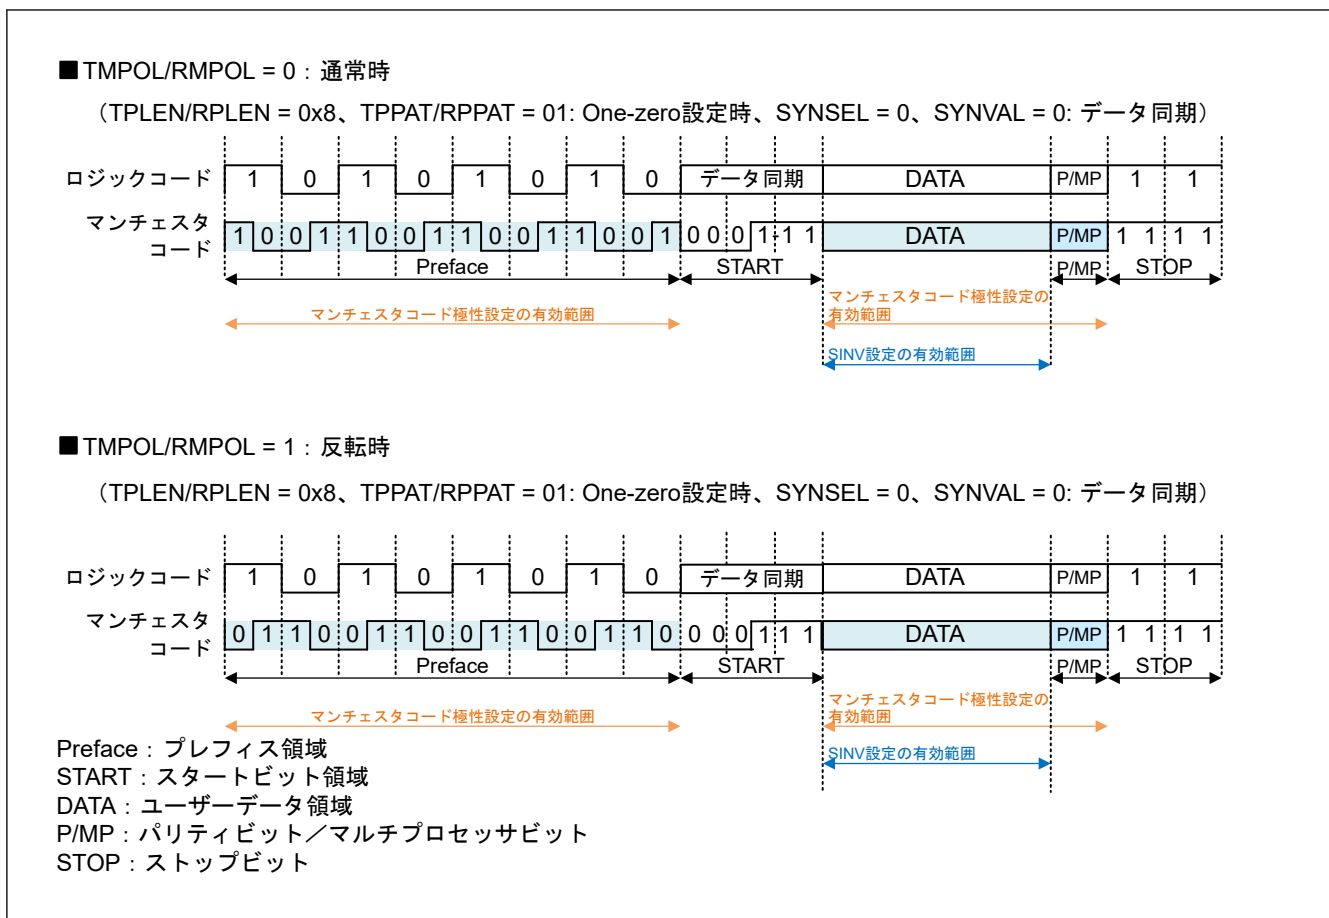 ■ TMPOL/RMPOL = 0：通常時
（TPLEN/RPLEN = 0x8、TPPAT/RPPAT = 01: One-zero設定時、SYNSEL = 0、SYNVAL = 0: データ同期）
ロジックコード 1 0 1 0 1 0 1 0 データ同期 DATA P/MP 1 1
マンチェスタ
コード
1 0 0 1 1 0 0 1 1 0 0 1 1 0 0 1 0 0 0 1 1 1 DATA P/MP 1 1 1 1
Preface START P/MP STOP
マンチェスタコード極性設定の有効範囲
マンチェスタコード極性設定の
有効範囲
SINV設定の有効範囲
■ TMPOL/RMPOL = 1：反転時
（TPLEN/RPLEN = 0x8、TPPAT/RPPAT = 01: One-zero設定時、SYNSEL = 0、SYNVAL = 0: データ同期）
ロジックコード 1 0 1 0 1 0 1 0 データ同期 DATA P/MP 1 1
マンチェスタ
コード
0 1 1 0 0 1 1 0 0 1 1 0 0 1 1 0 0 0 0 1 1 1 DATA P/MP 1 1 1 1
Preface START P/MP STOP
マンチェスタコード極性設定の有効範囲
マンチェスタコード極性設定の
有効範囲
SINV設定の有効範囲
Preface：プレフィス領域
START：スタートビット領域
DATA：ユーザーデータ領域
P/MP：パリティビット／マルチプロセッサビット
STOP：ストップビット